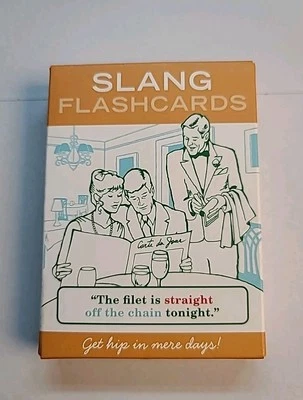 SLANG
FLASHCARDS
Carte du Jour
“The filet is straight
off the chain tonight.”
Get hip in mere days!